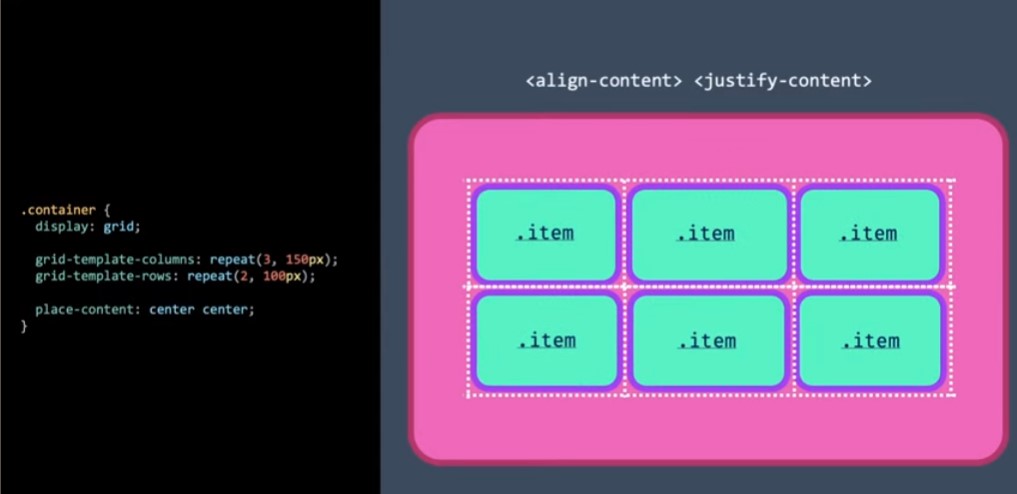 .container {
display: grid;
grid-template-columns: repeat(3, 150px);
grid-template-rows: repeat(2, 100px);
place-content: center center;
}
<align-content> <justify-content>
.item .item .item
.item .item .item